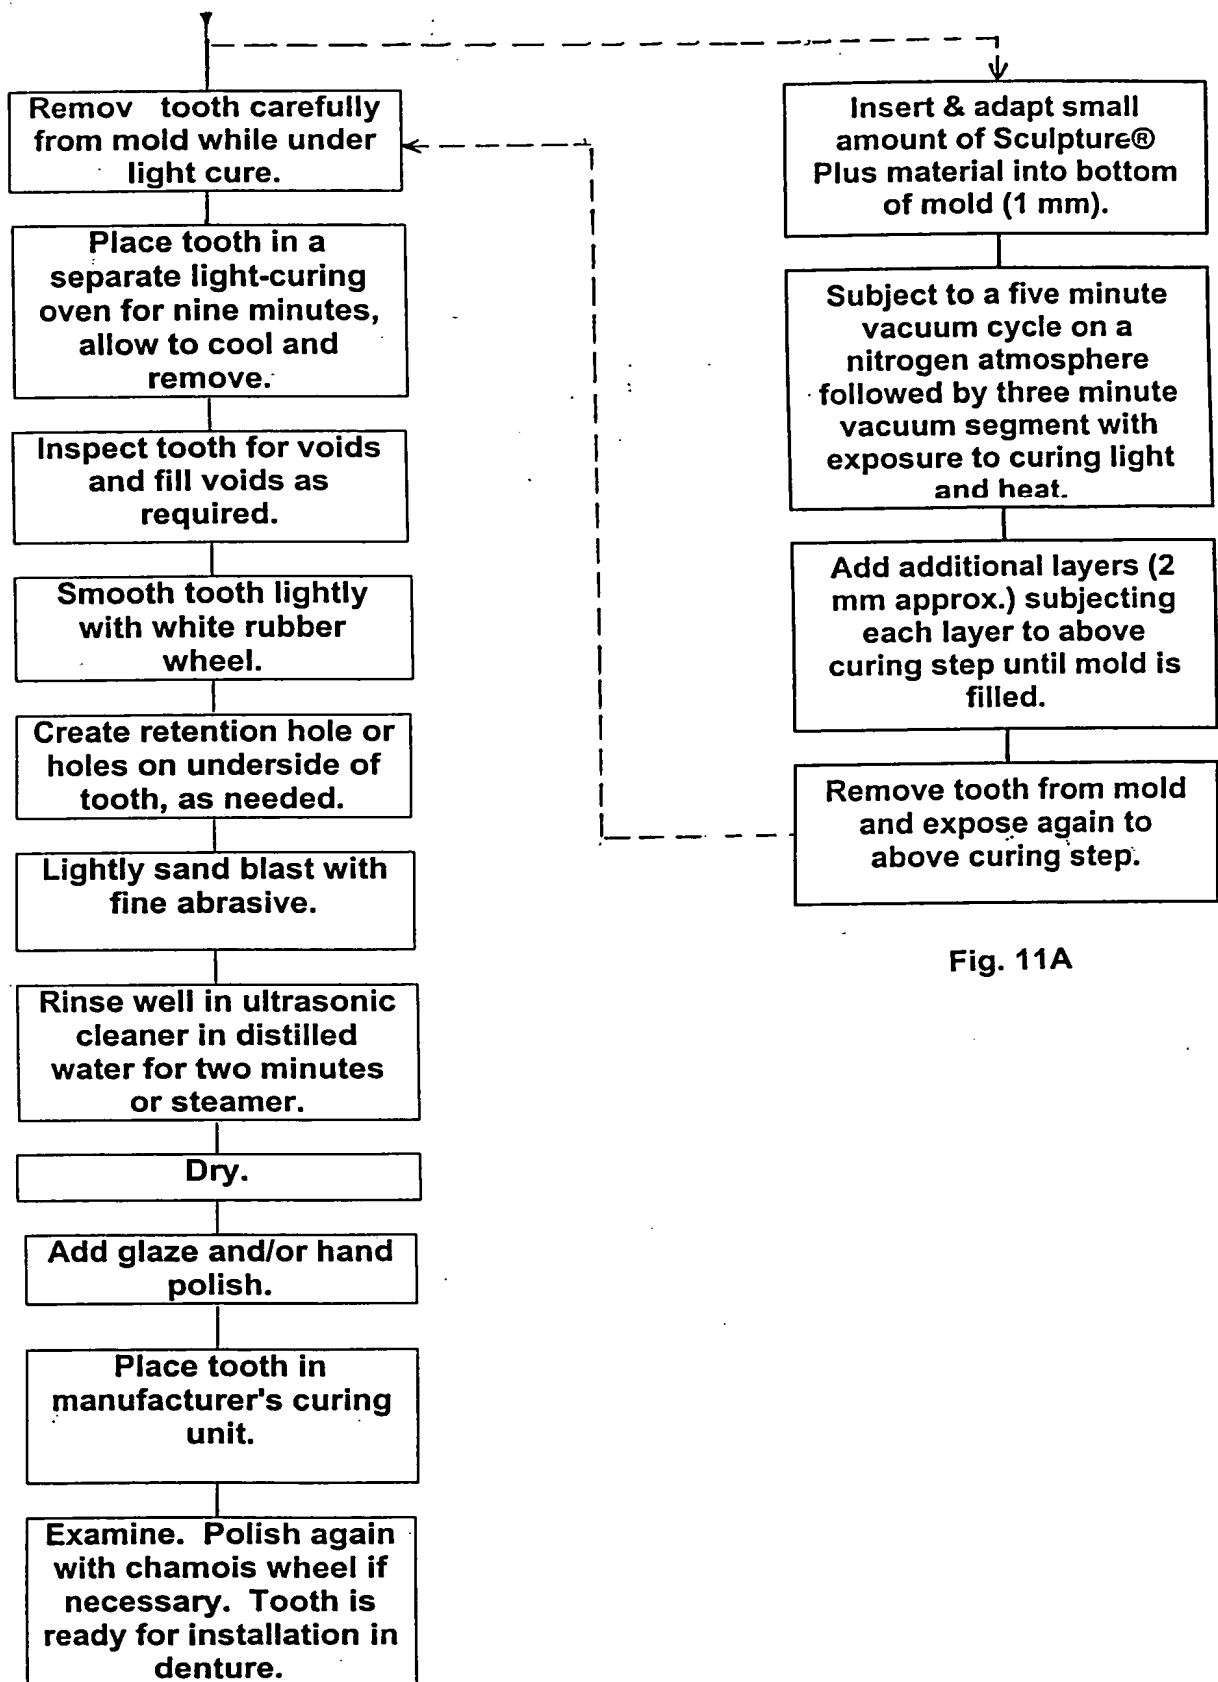 Remov tooth carefully
from mold while under
light cure.
Place tooth in a
separate light-curing
oven for nine minutes,
allow to cool and
remove.
Inspect tooth for voids
and fill voids as
required.
Smooth tooth lightly
with white rubber
wheel.
Create retention hole or
holes on underside of
tooth, as needed.
Lightly sand blast with
fine abrasive.
Rinse well in ultrasonic
cleaner in distilled
water for two minutes
or steamer.
Dry.
Add glaze and/or hand
polish.
Place tooth in
manufacturer's curing
unit.
Examine. Polish again
with chamois wheel if
necessary. Tooth is
ready for installation in
denture.
Insert & adapt small
amount of Sculpture®
Plus material into bottom
of mold (1 mm).
Subject to a five minute
vacuum cycle on a
nitrogen atmosphere
followed by three minute
vacuum segment with
exposure to curing light
and heat.
Add additional layers (2
mm approx.) subjecting
each layer to above
curing step until mold is
filled.
Remove tooth from mold
and expose again to
above curing step.
Fig. 11A